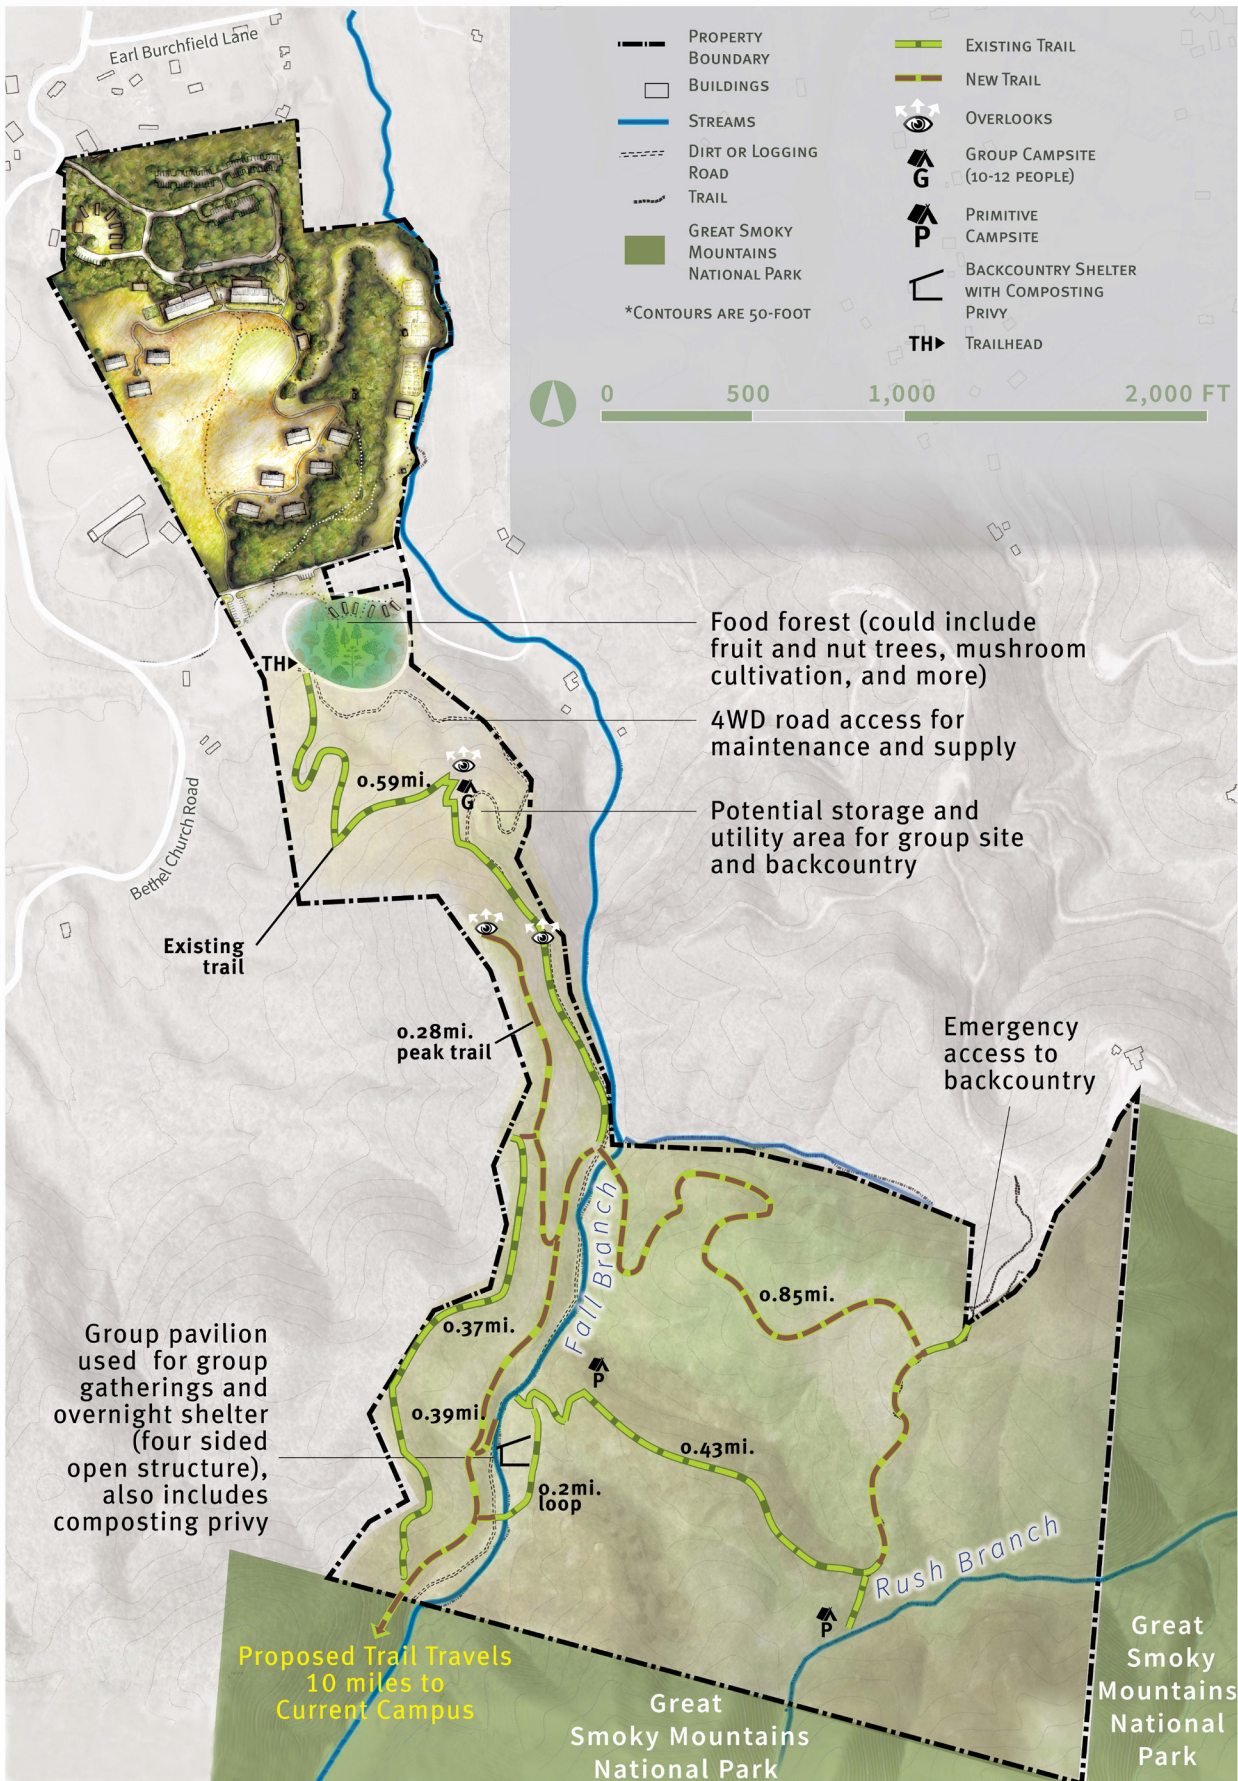 Earl Burchfield Lane
Property
Boundary
Buildings
Streams
Dirt or Logging
Road
Trail
Great Smoky
Mountains
National Park
*Contours are 50-foot
Existing Trail
New Trail
Overlooks
G
Group Campsite
(10-12 people)
P
Primitive
Campsite
Backcountry Shelter
with Composting
Privy
TH
Trailhead
0
500
1,000
2,000 FT
Food forest (could include
fruit and nut trees, mushroom
cultivation, and more)
TH
4WD road access for
maintenance and supply
0.59mi.
G
Potential storage and
utility area for group site
and backcountry
Bethel Church Road
Existing
trail
0.28mi.
peak trail
Emergency
access to
backcountry
Fall Branch
0.85mi.
0.37mi.
Group pavilion
used for group
gatherings and
overnight shelter
(four sided
open structure),
also includes
composting privy
P
0.39mi.
0.43mi.
0.2mi.
loop
Rush Branch
P
Proposed Trail Travels
10 miles to
Current Campus
Great
Smoky Mountains
National Park
Great
Smoky
Mountains
National
Park